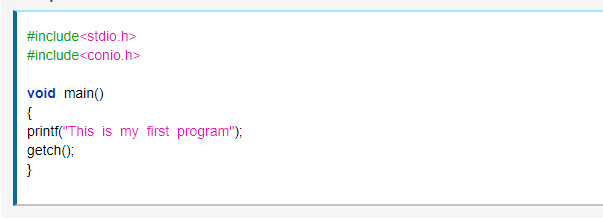 #include<stdio.h>
#include<conio.h>
void main()
{
printf("This is my first program");
getch();
}